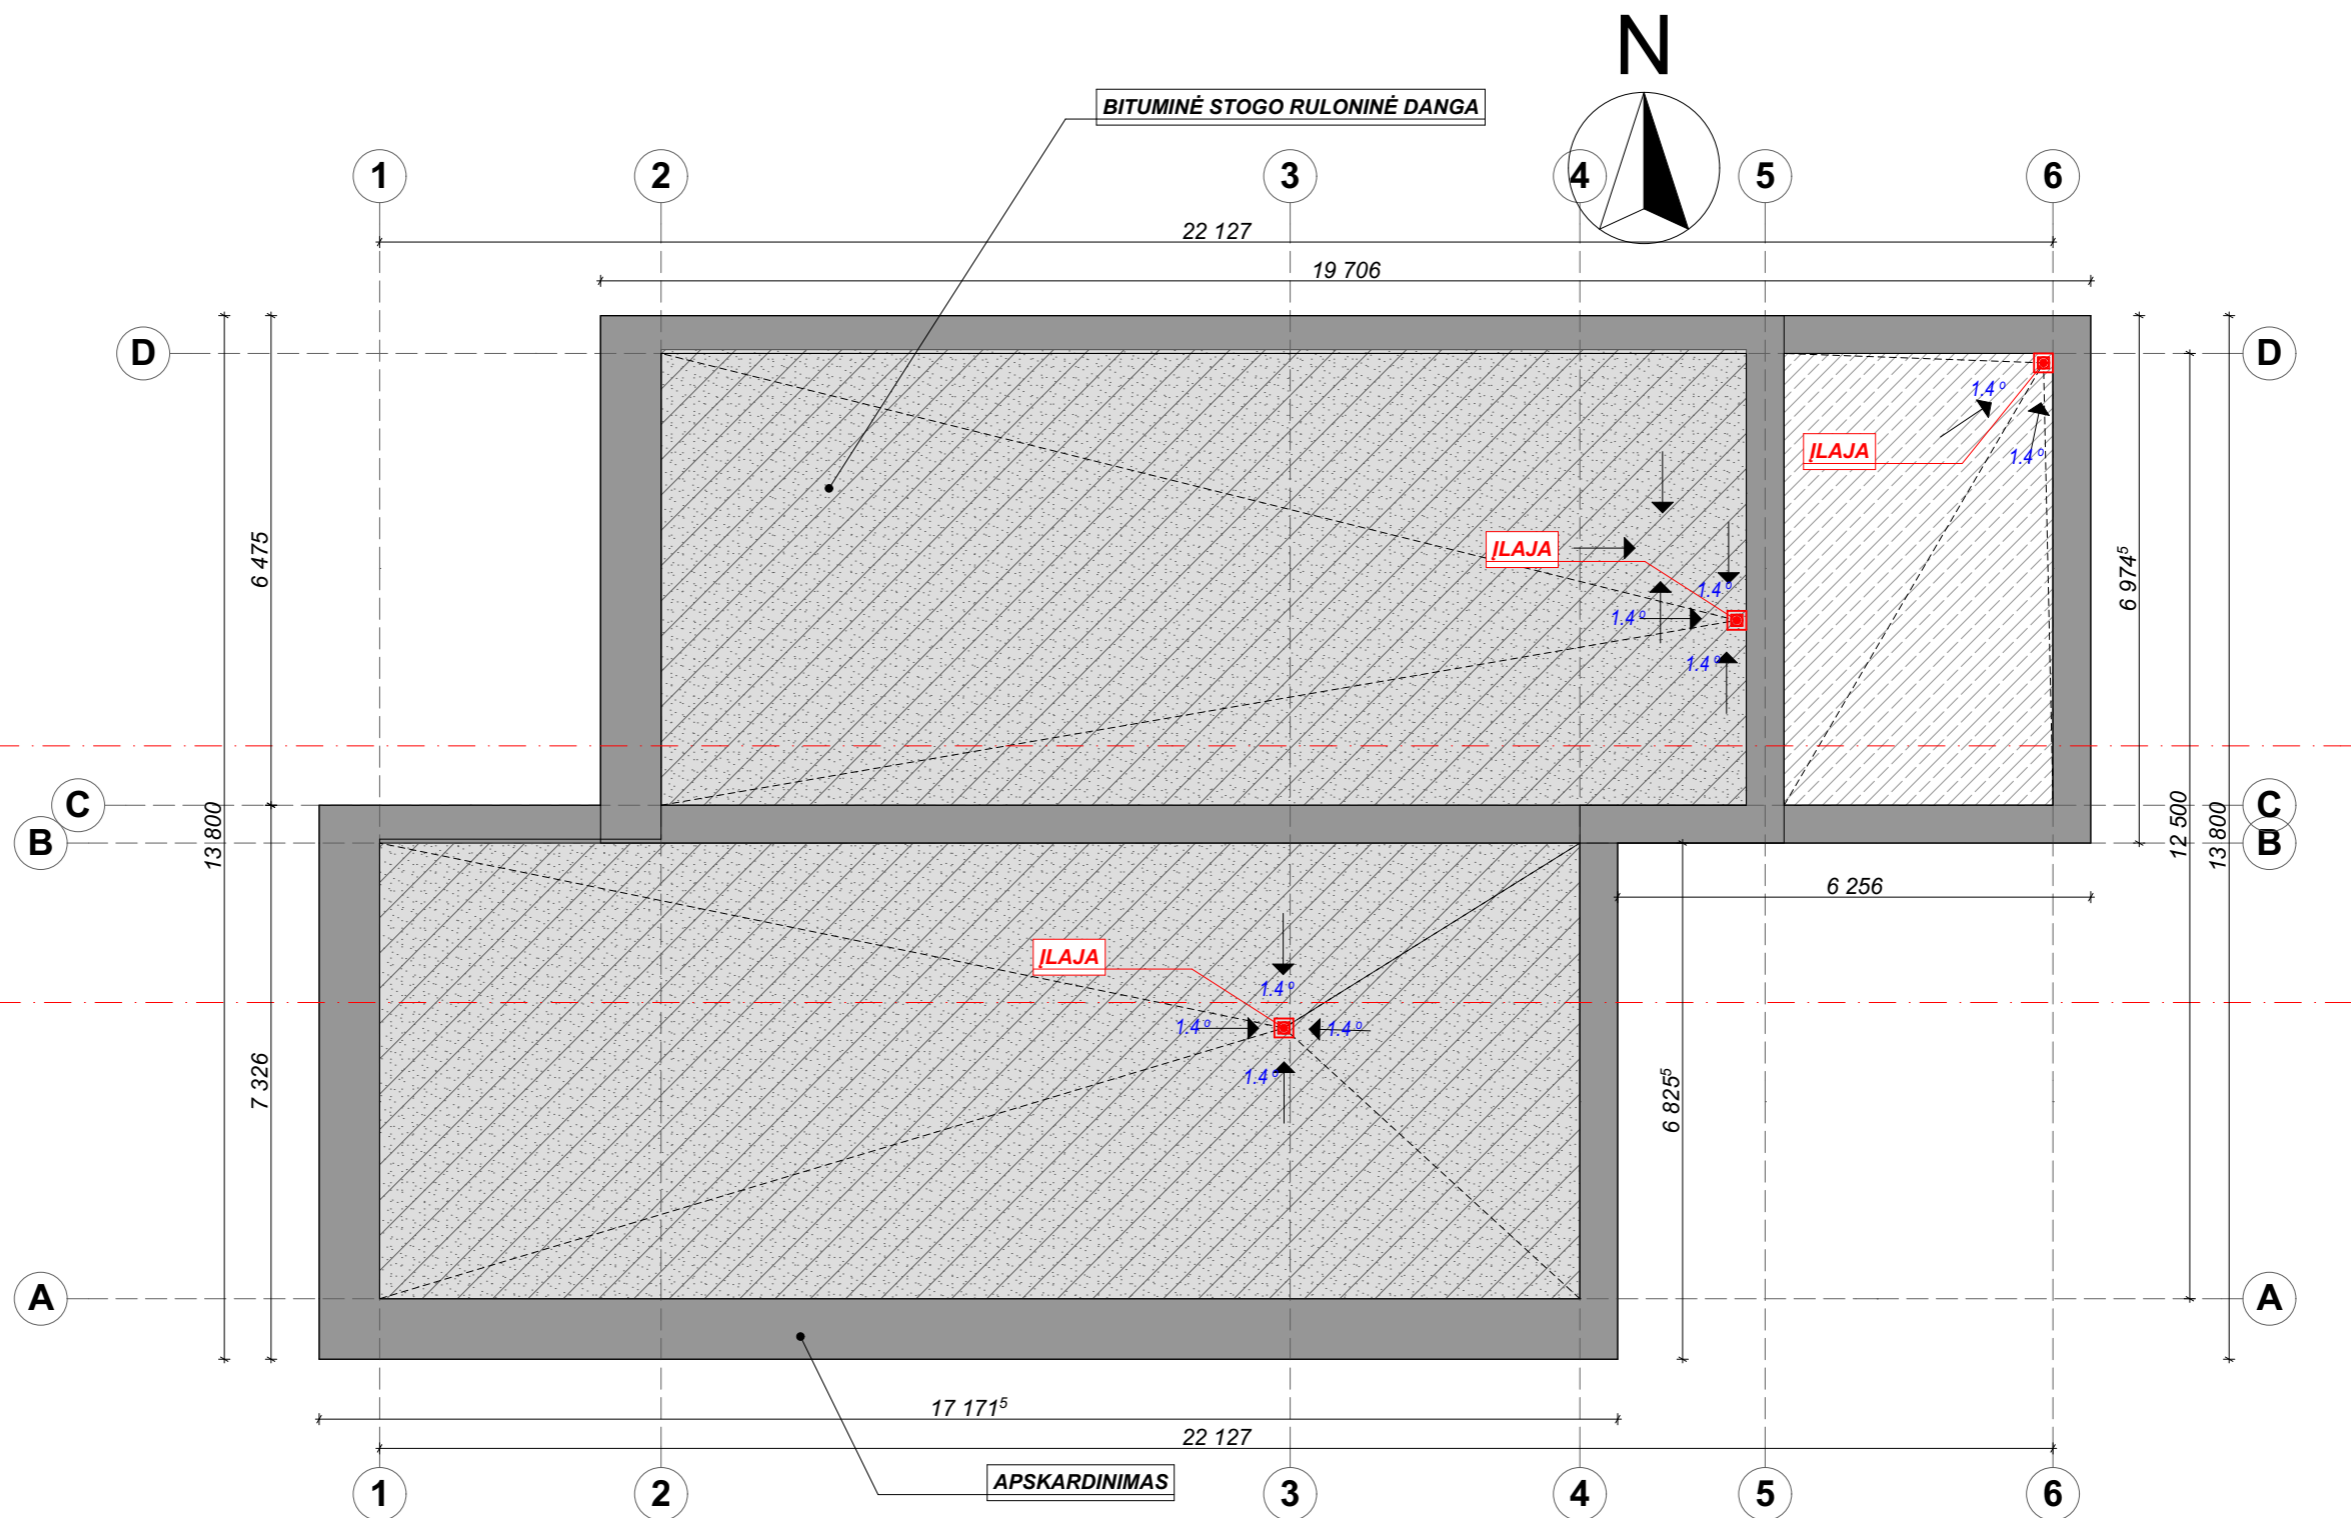 N
BITUMINĖ STOGO RULONINĖ DANGA
1 2 3 4 5 6
22 127
19 706
D D
1.4°
ĮLAJA
1.4°
ĮLAJA
6 475
6 974⁵
1.4°
1.4°
1.4°
C C
13 800
12 500
13 800
B B
6 256
ĮLAJA
1.4°
1.4° 1.4°
1.4°
7 326
6 825⁵
A A
17 171⁵
22 127
APSKARDINIMAS
1 2 3 4 5 6